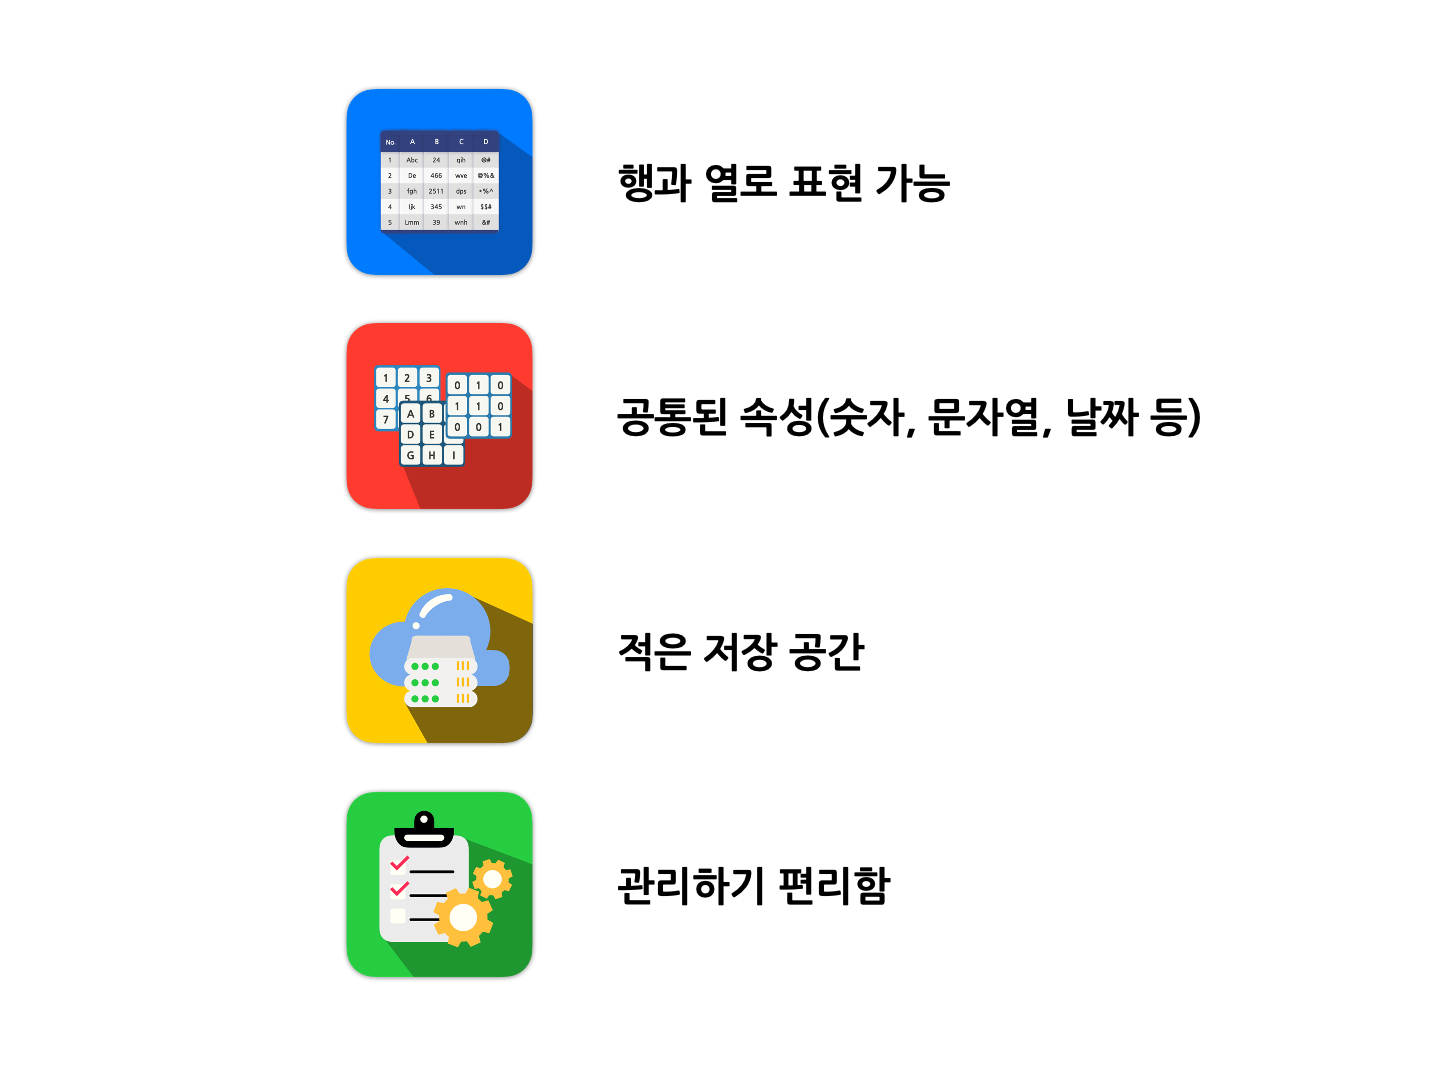 No. A B C D
1 Abc 24 qih @#
2 De 466 wve @%&
3 fgh 2511 dps *%^
4 Ijk 345 wn $$#
5 Lmm 39 wnh &#
행과 열로 표현 가능
1 2 3
4 5 6
7
A B
D E
G H I
0 1 0
1 1 0
0 0 1
공통된 속성(숫자, 문자열, 날짜 등)
적은 저장 공간
관리하기 편리함